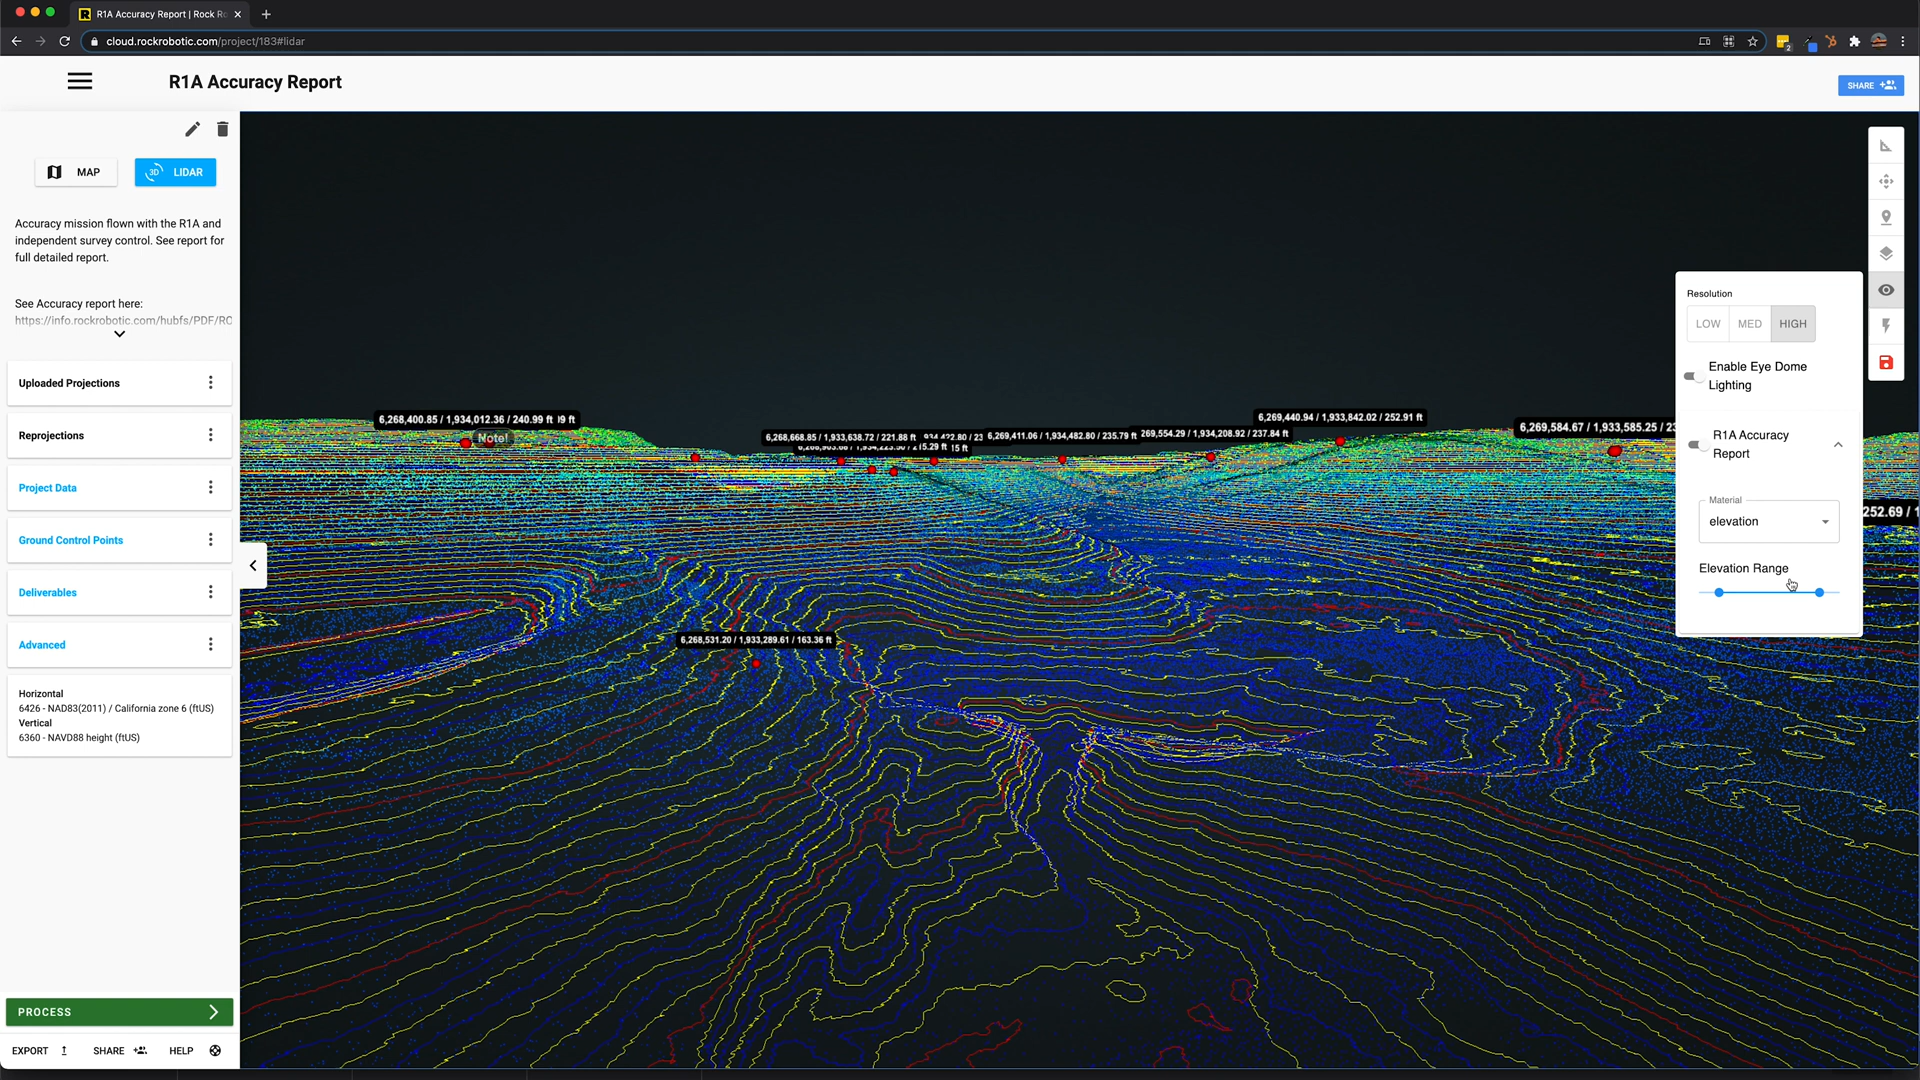 R1A Accuracy Report | Rock Ro
cloud.rockrobotic.com/project/183#lidar
2
R1A Accuracy Report
SHARE
MAP
3D
LIDAR
Accuracy mission flown with the R1A and
independent survey control. See report for
full detailed report.
See Accuracy report here:
https://info.rockrobotic.com/hubfs/PDF/RO
Uploaded Projections
Reprojections
Project Data
Ground Control Points
Deliverables
Advanced
Horizontal
6426 - NAD83(2011) / California zone 6 (ftUS)
Vertical
6360 - NAVD88 height (ftUS)
PROCESS
EXPORT
SHARE
HELP
6,268,400.85 / 1,934,012.36 / 240.99 ft
Note!
6,268,668.85 / 1,933,638.72 / 221.88 ft
6,269,411.06 / 1,934,482.80 / 235.79 ft
269,554.29 / 1,934,208.92 / 237.84 ft
6,269,440.94 / 1,933,842.02 / 252.91 ft
6,269,584.67 / 1,933,585.25 / 23
252.69 / 1
6,268,531.20 / 1,933,289.61 / 163.36 ft
Resolution
LOW
MED
HIGH
Enable Eye Dome
Lighting
R1A Accuracy
Report
Material
elevation
Elevation Range